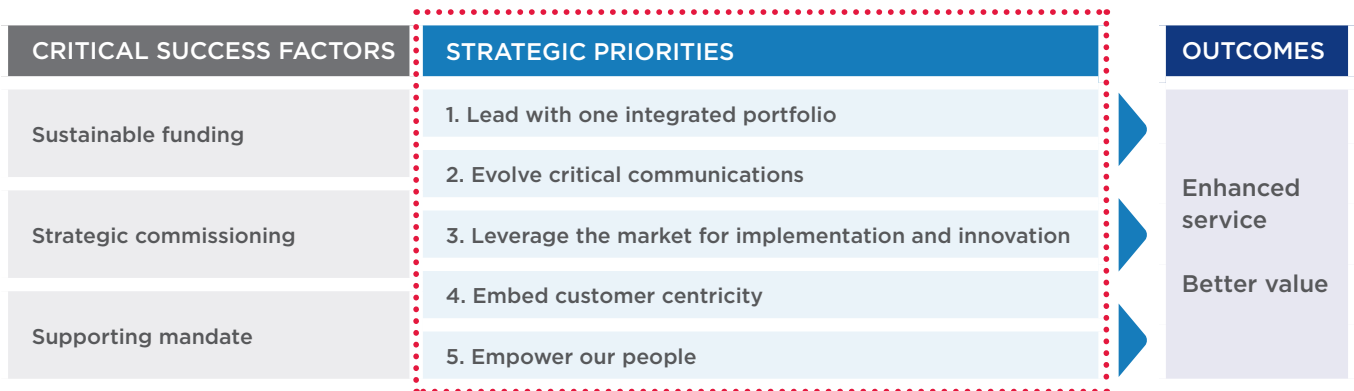 CRITICAL SUCCESS FACTORS
Sustainable funding
Strategic commissioning
Supporting mandate
STRATEGIC PRIORITIES
1. Lead with one integrated portfolio
2. Evolve critical communications
3. Leverage the market for implementation and innovation
4. Embed customer centricity
5. Empower our people
OUTCOMES
Enhanced
service
Better value